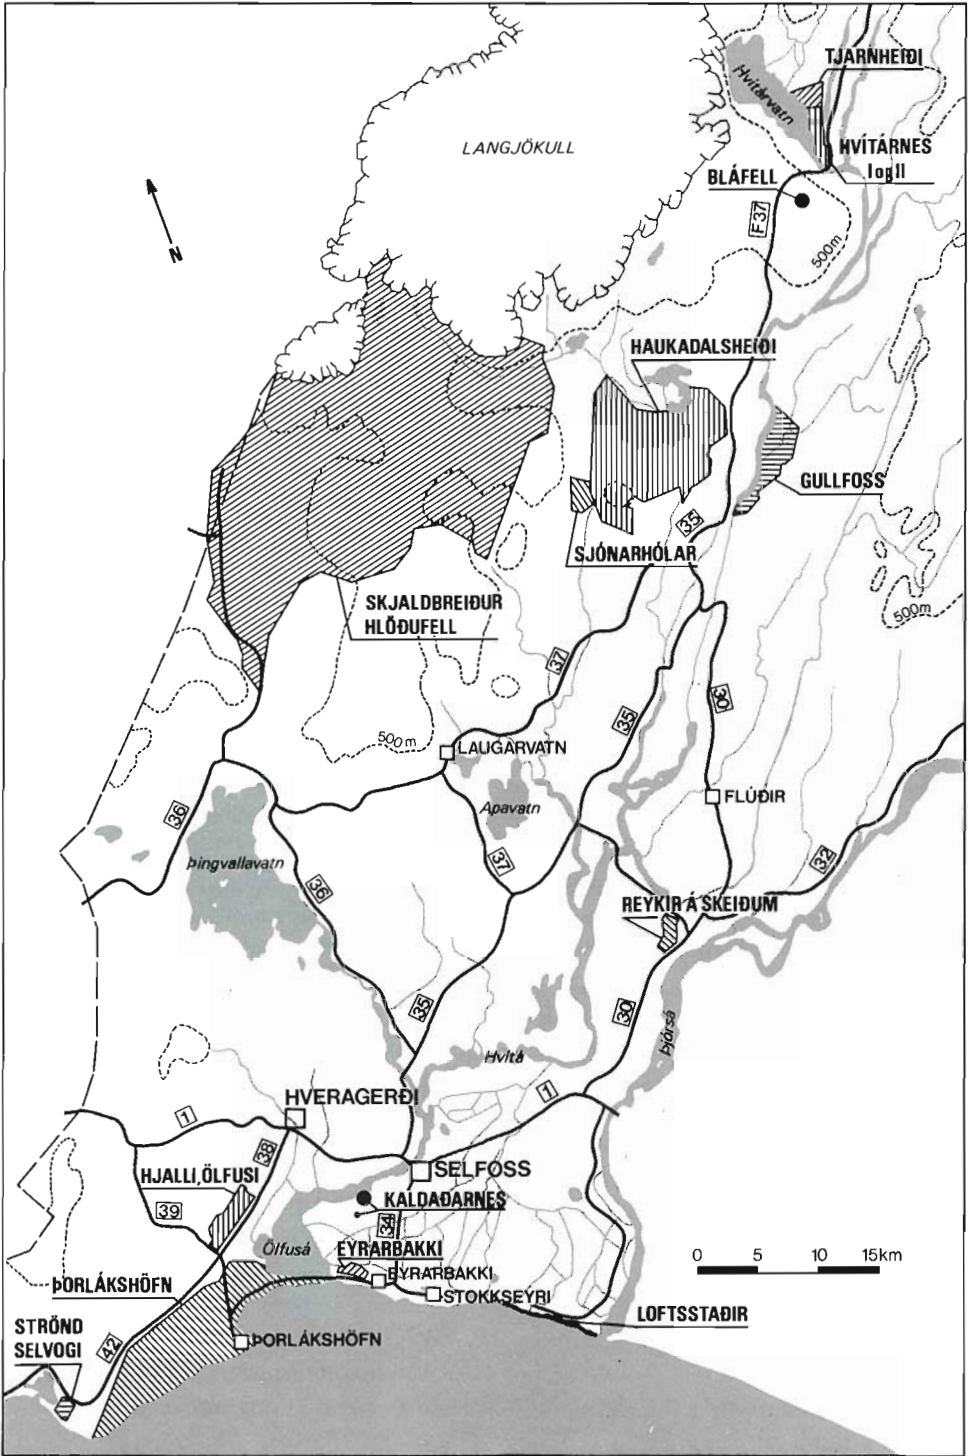 TJARNHEIÐI
Hvítárvatn
LANGJÖKULL
HVÍTÁRNES
I og II
BLÁFELL
F37
N
500m
HAUKADALSHEIÐI
GULLFOSS
35
SJÓNARHÓLAR
SKJALDBREIÐUR
HLÖÐUFELL
500m
37
35
30
500m
LAUGARVATN
FLÚÐIR
Apavatn
36
32
Þingvallavatn
37
36
REYKIR Á SKEIÐUM
35
30
Þjórsá
Hvítá
HVERAGERÐI
1
1
38
SELFOSS
HJALLI, ÖLFUSI
KALDAÐARNES
39
34
Ölfusá
EYRARBAKKI
0 5 10 15km
EYRARBAKKI
ÞORLÁKSHÖFN
STOKKSEYRI
LOFTSSTAÐIR
STRÖND
SELVOGI
42
ÞORLÁKSHÖFN